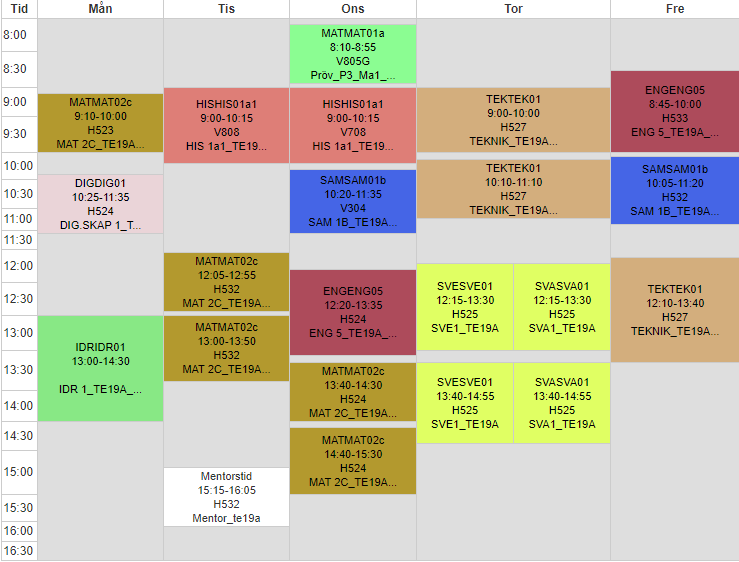 Tid Mån Tis Ons Tor Fre
8:00
8:30
9:00
9:30
10:00
10:30
11:00
11:30
12:00
12:30
13:00
13:30
14:00
14:30
15:00
15:30
16:00
16:30
MATMAT02c
9:10-10:00
H523
MAT 2C_TE19A...
DIGDIG01
10:25-11:35
H524
DIG.SKAP 1_T...
IDRIDR01
13:00-14:30
IDR 1_TE19A_...
HISHIS01a1
9:00-10:15
V808
HIS 1a1_TE19...
MATMAT02c
12:05-12:55
H532
MAT 2C_TE19A...
MATMAT02c
13:00-13:50
H532
MAT 2C_TE19A...
Mentorstid
15:15-16:05
H532
Mentor_te19a
MATMAT01a
8:10-8:55
V805G
Pröv_P3_Ma1_...
HISHIS01a1
9:00-10:15
V708
HIS 1a1_TE19...
SAMSAM01b
10:20-11:35
V304
SAM 1B_TE19A...
ENGENG05
12:20-13:35
H524
ENG 5_TE19A_...
MATMAT02c
13:40-14:30
H524
MAT 2C_TE19A...
MATMAT02c
14:40-15:30
H524
MAT 2C_TE19A...
TEKTEK01
9:00-10:00
H527
TEKNIK_TE19A...
TEKTEK01
10:10-11:10
H527
TEKNIK_TE19A...
SVESVE01
12:15-13:30
H525
SVE1_TE19A
SVASVA01
12:15-13:30
H525
SVA1_TE19A
SVESVE01
13:40-14:55
H525
SVE1_TE19A
SVASVA01
13:40-14:55
H525
SVA1_TE19A
ENGENG05
8:45-10:00
H533
ENG 5_TE19A_...
SAMSAM01b
10:05-11:20
H532
SAM 1B_TE19A...
TEKTEK01
12:10-13:40
H527
TEKNIK_TE19A...